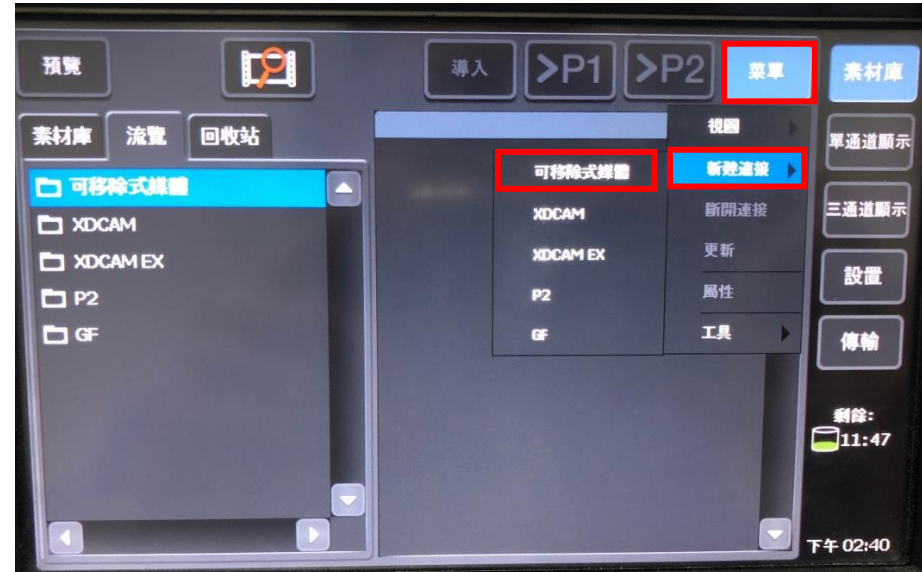 預覽
導入
>P1
>P2
菜單
素材庫
素材庫 流覽 回收站
可移除式媒體
XDCAM
XDCAM EX
P2
GF
視圖
新建連接
斷開連接
更新
屬性
工具
可移除式媒體
XDCAM
XDCAM EX
P2
GF
單通道顯示
三通道顯示
設置
傳輸
剩餘:
11:47
下午 02:40